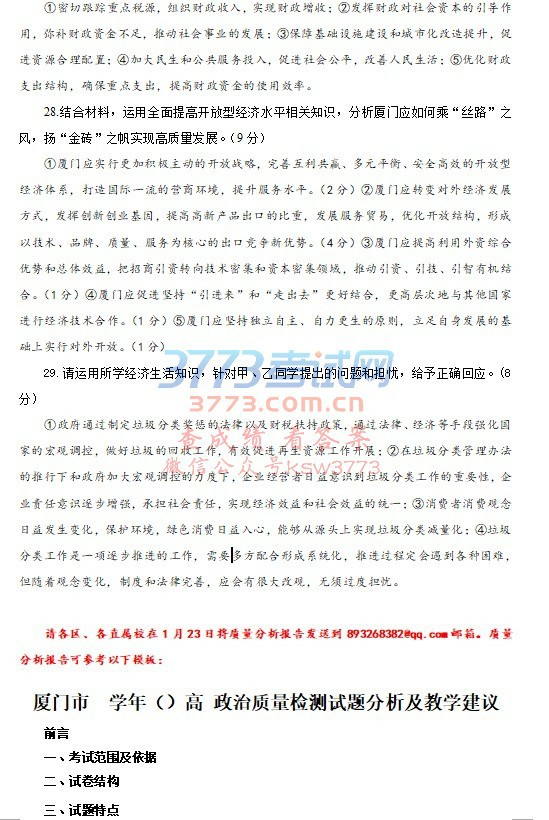 ①密切跟踪重点税源，组织财政收入，实现财政增收；②发挥财政对社会资本的引导作
用，弥补财政资金不足，推动社会事业的发展；③保障基础设施建设和城市化改造提升，促
进资源合理配置；④加大民生和公共服务投入，促进社会公平，改善人民生活；⑤优化财政
支出结构，确保重点支出，提高财政资金的使用效率。
28.结合材料，运用全面提高开放型经济水平相关知识，分析厦门应如何乘“丝路”之
风，扬“金砖”之帆实现高质量发展。（9 分）
①厦门应实行更加积极主动的开放战略，完善互利共赢、多元平衡、安全高效的开放型
经济体系，打造国际一流的营商环境，提升服务水平。（2 分）②厦门应转变对外经济发展
方式，发挥创新创业基因，提高高新产品出口的比重，发展服务贸易，优化开放结构，形成
以技术、品牌、质量、服务为核心的出口竞争新优势。（4 分）③厦门应提高利用外资综合
优势和总体效益，把招商引资转向技术密集和资本密集领域，推动引资、引技、引智有机结
合。（1 分）④厦门应促进坚持“引进来”和“走出去”更好结合，更高层次地与其他国家
进行经济技术合作。（1 分）⑤厦门应坚持独立自主、自力更生的原则，立足自身发展的基
础上实行对外开放。（1 分）
3773考试网
29.请运用所学经济生活知识，针对甲、乙同学提出的问题和担忧，给予正确回应。（8
分）
3773.com.cn
①政府通过制定垃圾分类奖惩的法律以及财税扶持政策，通过法律、经济等手段强化国
查成绩 看答案
家的宏观调控，做好垃圾的回收工作，有效促进再生资源工作开展；②在垃圾分类管理办法
微信公众号ksw3773
的推行下和政府加大宏观调控的力度下，企业经营者日益意识到垃圾分类工作的重要性，企
业责任意识逐步增强，承担社会责任，实现经济效益和社会效益的统一；③消费者消费观念
日益发生变化，保护环境，绿色消费日益入心，能够从源头上实现垃圾分类减量化；④垃圾
分类工作是一项逐步推进的工作，需要多方配合形成系统化，推进过程定会遇到各种困难，
但随着观念变化，制度和法律完善，应会有很大改观，无须过度担忧。
请各区、各直属校在 1 月 23 日将质量分析报告发送到 893268382@qq.com 邮箱。质量
分析报告可参考以下模板：
厦门市 学年（）高 政治质量检测试题分析及教学建议
前言
一、考试范围及依据
二、试卷结构
三、试题特点